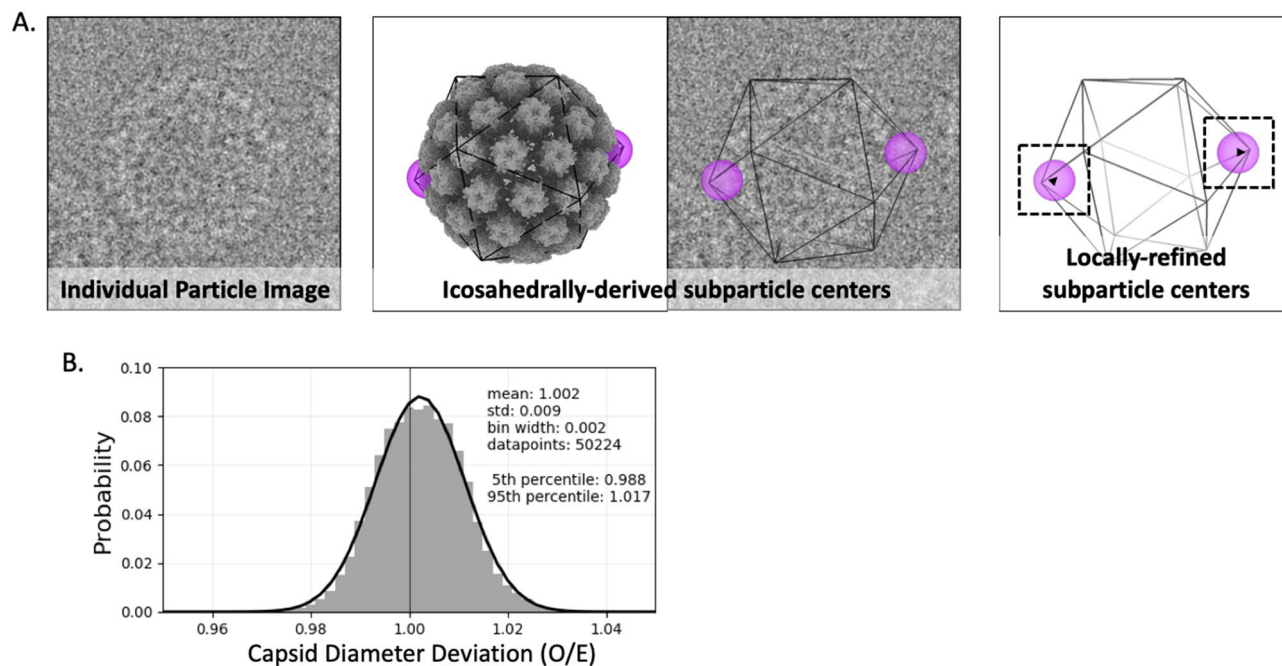 A.
Individual Particle Image
Icosahedrally-derived subparticle centers
Locally-refined
subparticle centers
B.
0.10
0.08
0.06
0.04
0.02
0.00
Probability
mean: 1.002
std: 0.009
bin width: 0.002
datapoints: 50224
5th percentile: 0.988
95th percentile: 1.017
0.96 0.98 1.00 1.02 1.04
Capsid Diameter Deviation (O/E)